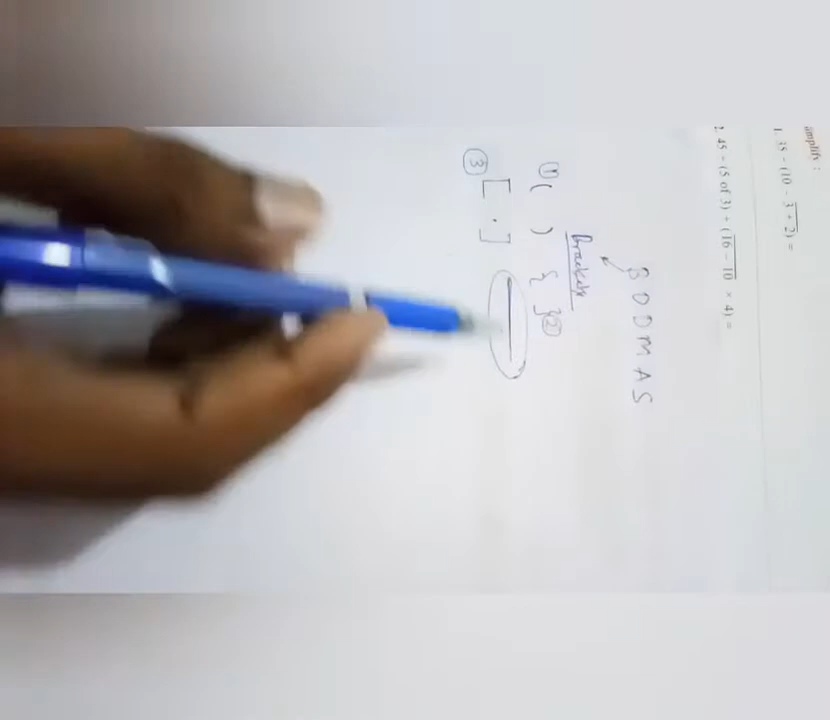 Simplify :
1. 35 - (10 - 3 + 2) =
2. 45 - (5 of 3) + (16 - 10 × 4) =
BODMAS
brackets
① ( ) { } ②
③ [ . ]